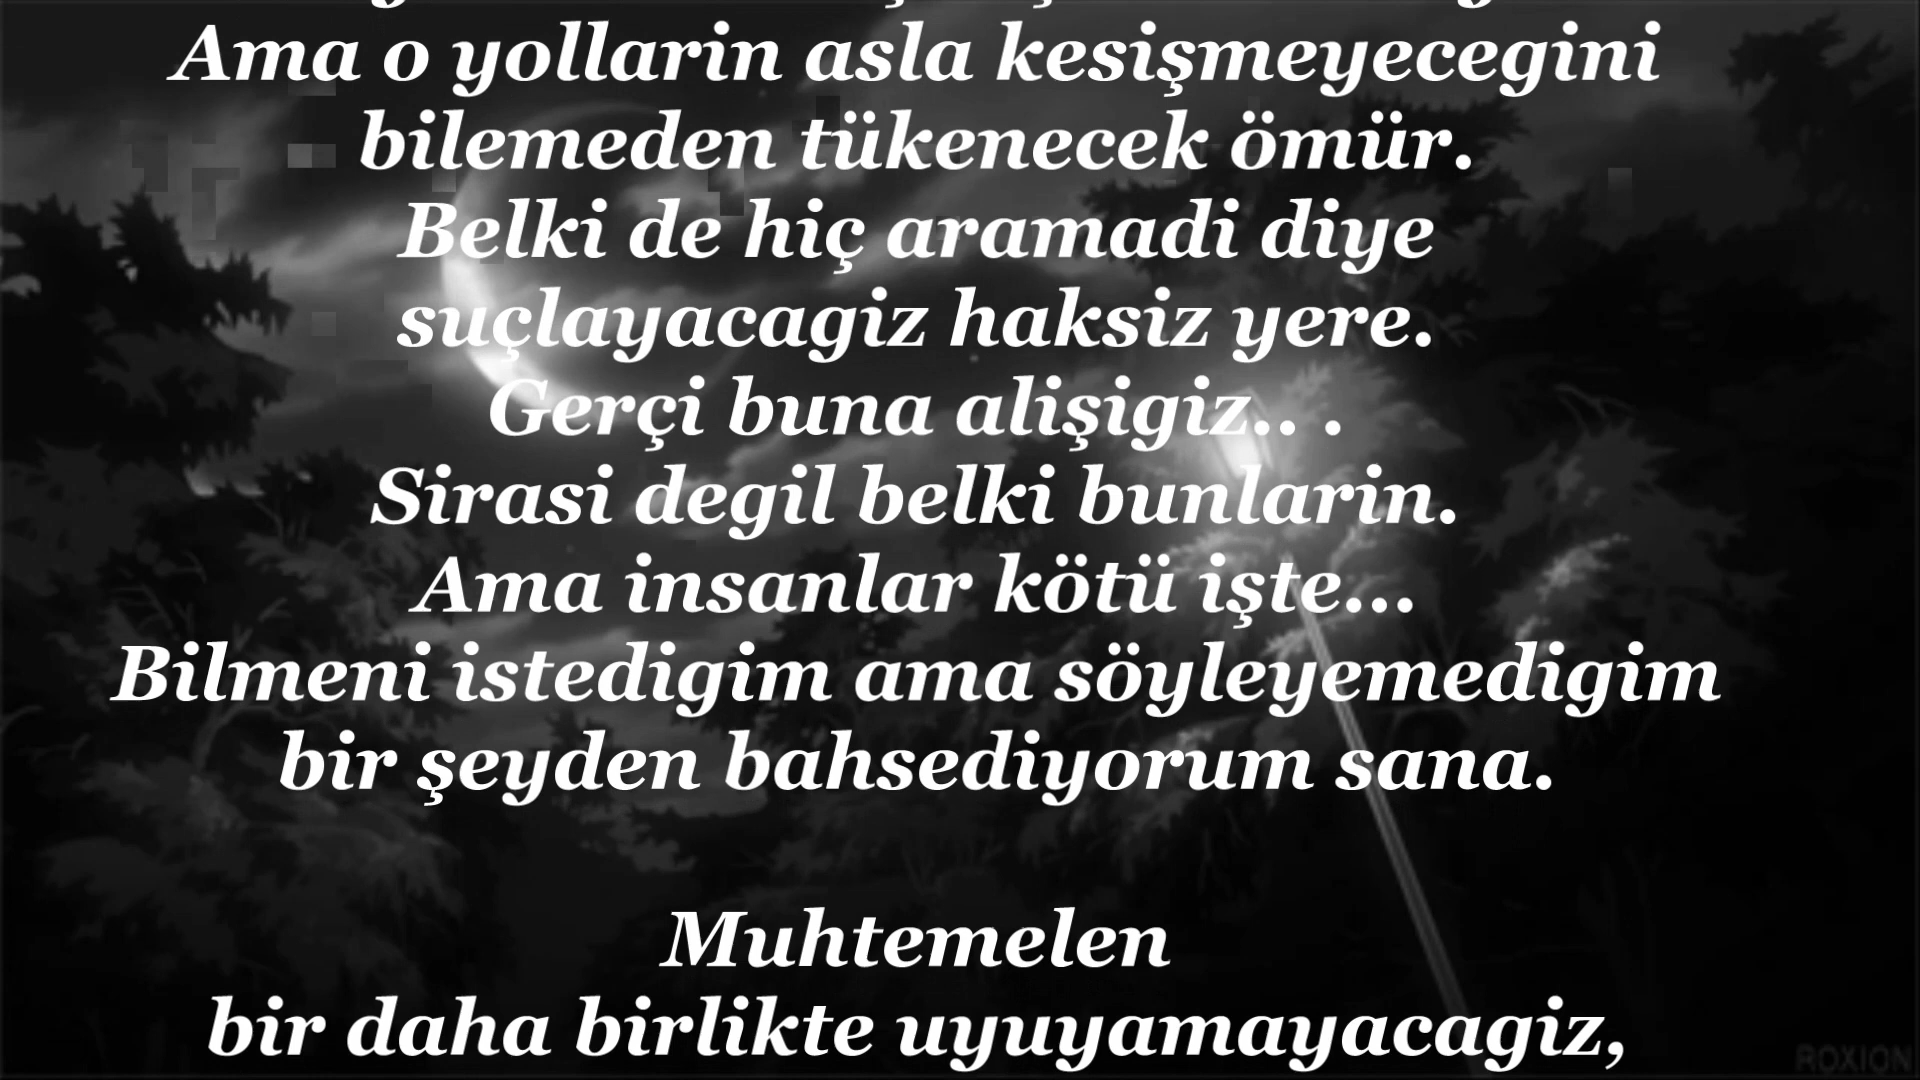 Ama o yollarin asla kesişmeyecegini
bilemeden tükenecek ömür.
Belki de hiç aramadi diye
suçlayacagiz haksiz yere.
Gerçi buna alişigiz.. .
Sirasi degil belki bunlarin.
Ama insanlar kötü işte...
Bilmeni istedigim ama söyleyemedigim
bir şeyden bahsediyorum sana.
Muhtemelen
bir daha birlikte uyuyamayacagiz,
ROXION